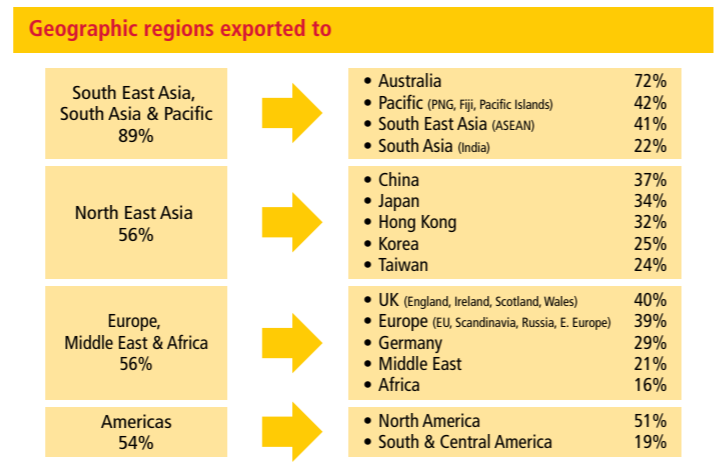 Geographic regions exported to
South East Asia,
South Asia & Pacific
89%
• Australia 72%
• Pacific (PNG, Fiji, Pacific Islands) 42%
• South East Asia (ASEAN) 41%
• South Asia (India) 22%
North East Asia
56%
• China 37%
• Japan 34%
• Hong Kong 32%
• Korea 25%
• Taiwan 24%
Europe,
Middle East & Africa
56%
• UK (England, Ireland, Scotland, Wales) 40%
• Europe (EU, Scandinavia, Russia, E. Europe) 39%
• Germany 29%
• Middle East 21%
• Africa 16%
Americas
54%
• North America 51%
• South & Central America 19%